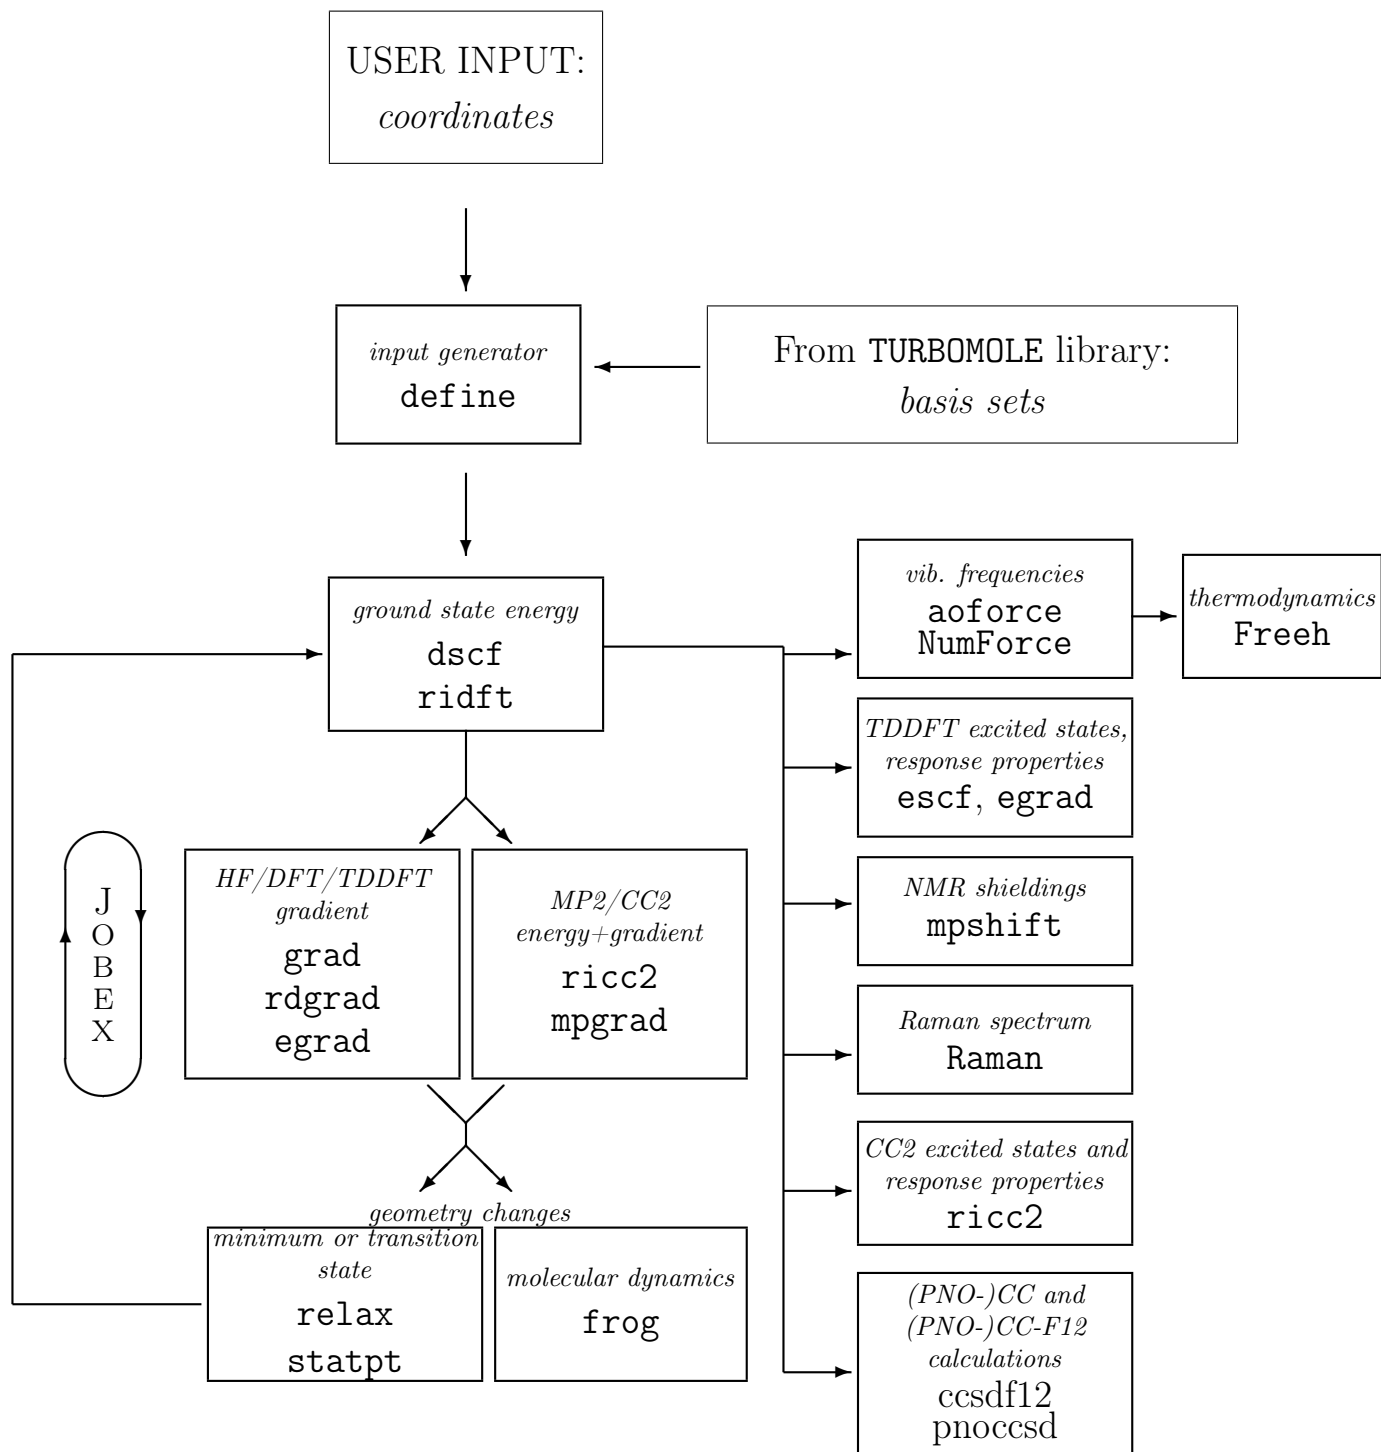 USER INPUT:
coordinates
input generator
define
From TURBOMOLE library:
basis sets
ground state energy
dscf
ridft
vib. frequencies
aoforce
NumForce
thermodynamics
Freeh
TDDFT excited states,
response properties
escf, egrad
J
O
B
E
X
HF/DFT/TDDFT
gradient
grad
rdgrad
egrad
MP2/CC2
energy+gradient
ricc2
mpgrad
NMR shieldings
mpshift
Raman spectrum
Raman
CC2 excited states and
response properties
ricc2
geometry changes
minimum or transition
state
relax
statpt
molecular dynamics
frog
(PNO-)CC and
(PNO-)CC-F12
calculations
ccsdf12
pnoccsd